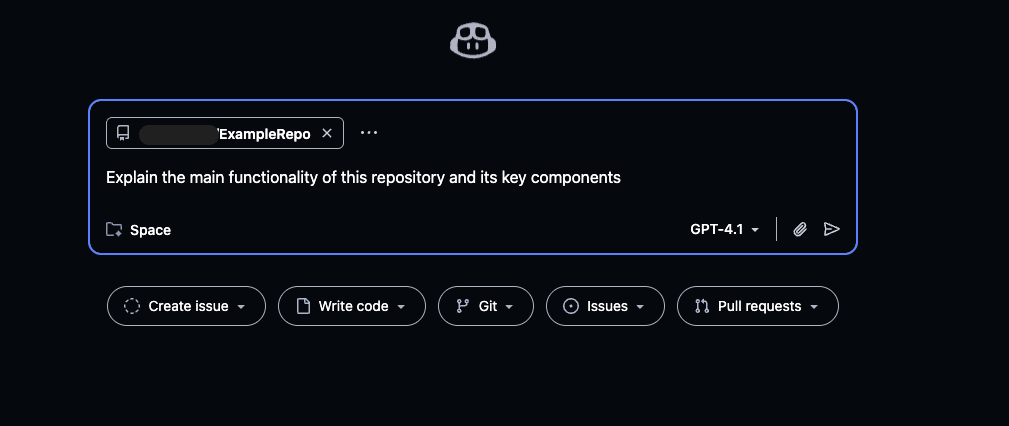 /ExampleRepo
Explain the main functionality of this repository and its key components
Space GPT-4.1
Create issue Write code Git Issues Pull requests